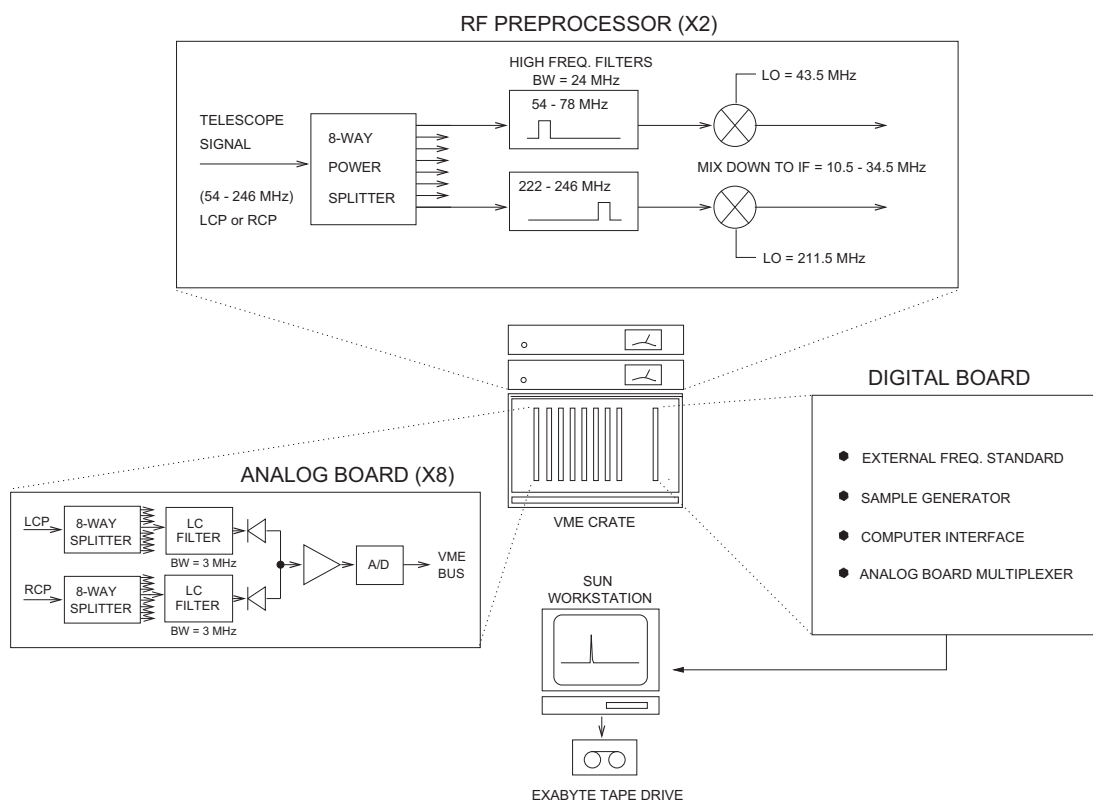 RF PREPROCESSOR (X2)
HIGH FREQ. FILTERS
BW = 24 MHz
TELESCOPE
SIGNAL
(54 - 246 MHz)
LCP or RCP
8-WAY
POWER
SPLITTER
54 - 78 MHz
222 - 246 MHz
LO = 43.5 MHz
MIX DOWN TO IF = 10.5 - 34.5 MHz
LO = 211.5 MHz
VME CRATE
ANALOG BOARD (X8)
LCP
8-WAY
SPLITTER
LC
FILTER
BW = 3 MHz
RCP
8-WAY
SPLITTER
LC
FILTER
BW = 3 MHz
A/D
VME
BUS
DIGITAL BOARD
EXTERNAL FREQ. STANDARD
SAMPLE GENERATOR
COMPUTER INTERFACE
ANALOG BOARD MULTIPLEXER
SUN
WORKSTATION
EXABYTE TAPE DRIVE